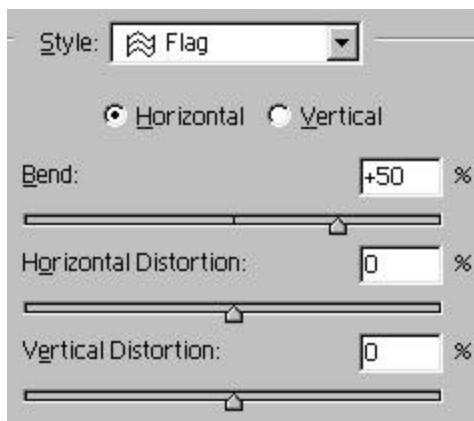 Style: Flag
Horizontal Vertical
Bend: +50 %
Horizontal Distortion: 0 %
Vertical Distortion: 0 %